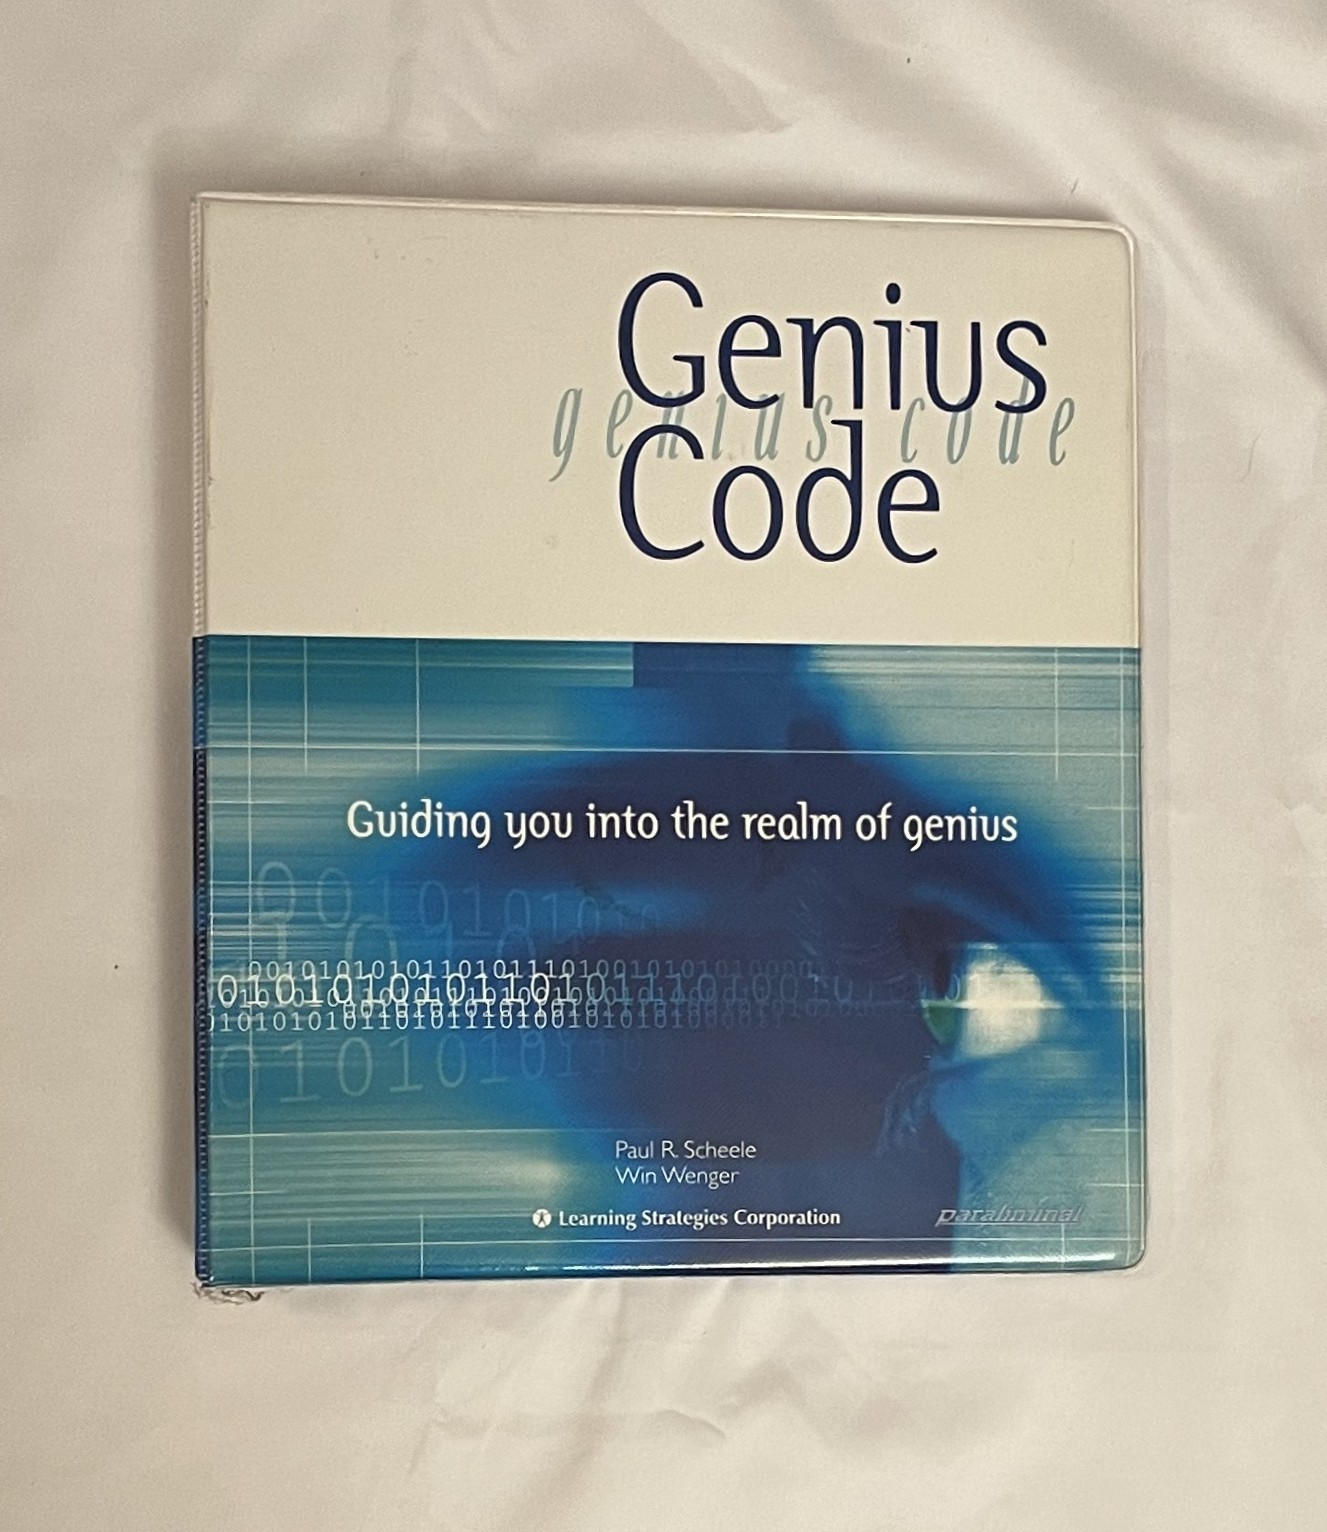 Genius
genius code
Code
Guiding you into the realm of genius
Paul R. Scheele
Win Wenger
Learning Strategies Corporation
paraliminal